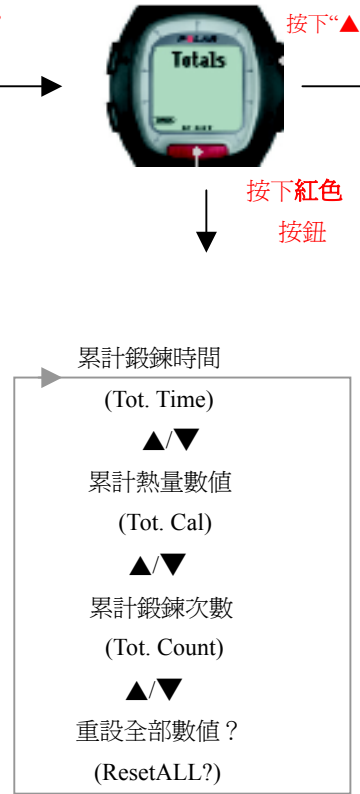 按下“▲
POLAR
Totals
按下紅色
按鈕
累計鍛鍊時間
(Tot. Time)
▲/▼
累計熱量數值
(Tot. Cal)
▲/▼
累計鍛鍊次數
(Tot. Count)
▲/▼
重設全部數值？
(ResetALL?)